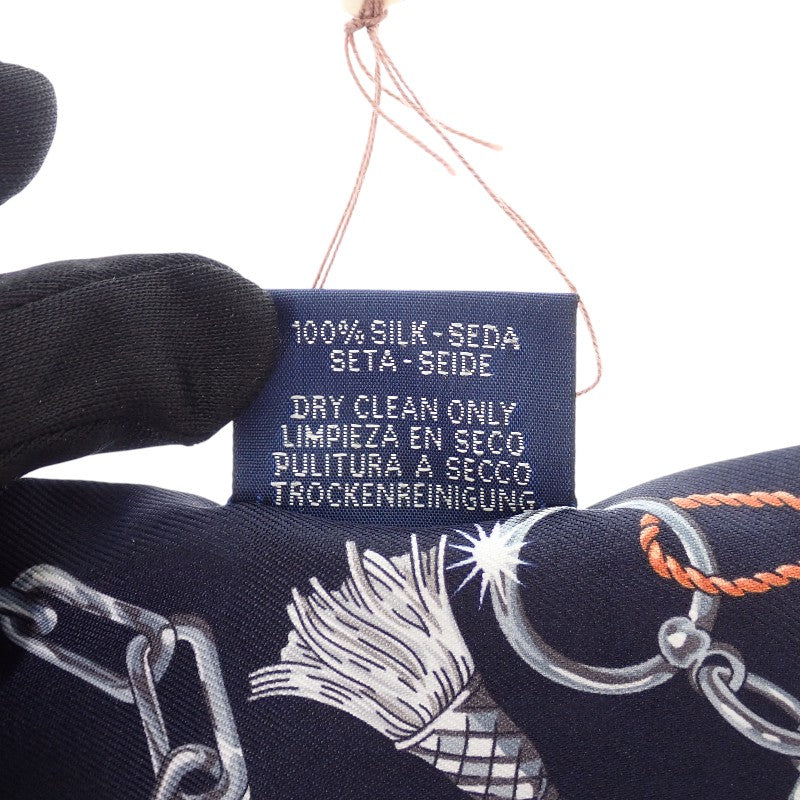 100% SILK-SEDA
SETA-SEIDE
DRY CLEAN ONLY
LIMPIEZA EN SECO
PULITURA A SECCO
TROCKENREINIGUNG